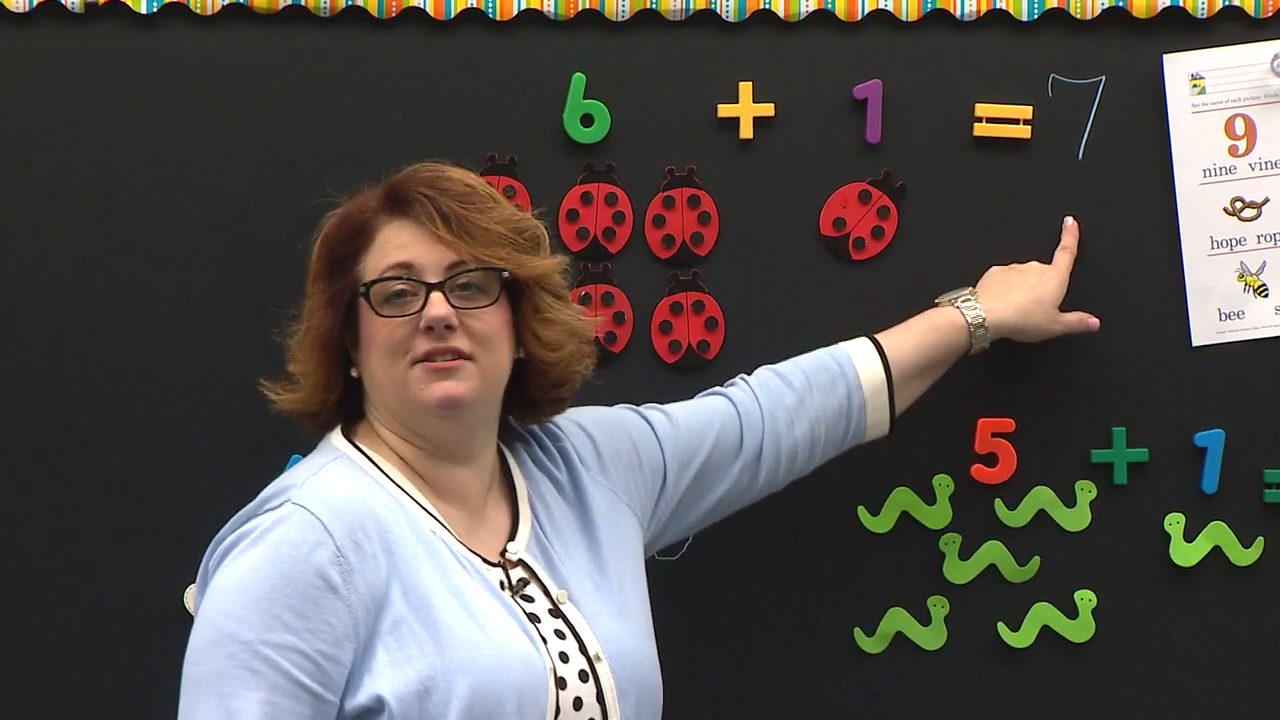 6 + 1 = 7
9
nine vine
hope rop
bee s
5 + 1 =